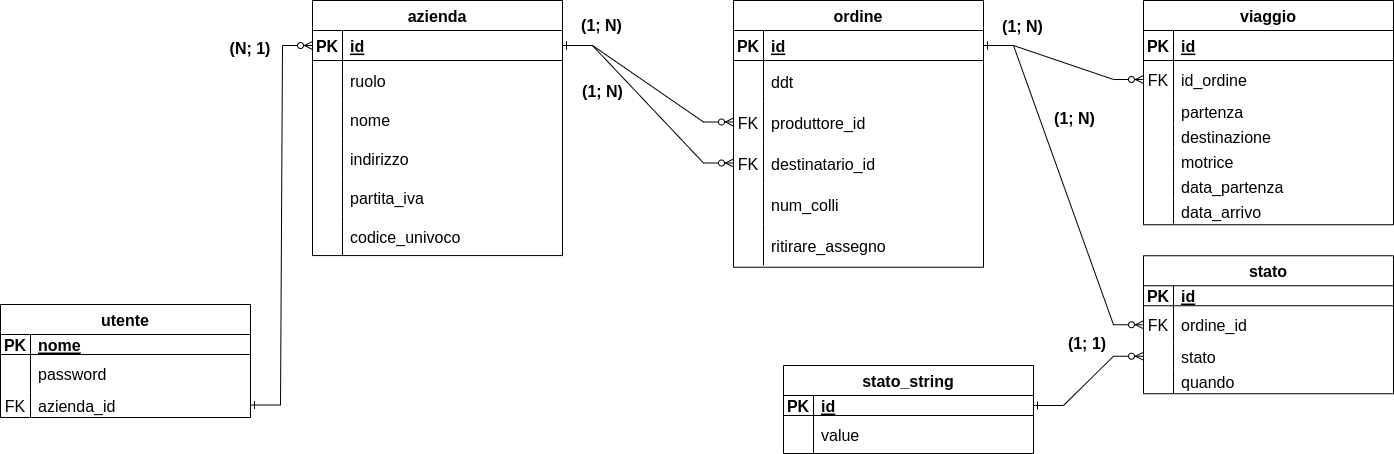 azienda
PK id
ruolo
nome
indirizzo
partita_iva
codice_univoco
(N; 1)
(1; N)
(1; N)
ordine
PK id
ddt
FK produttore_id
FK destinatario_id
num_colli
ritirare_assegno
(1; N)
(1; N)
viaggio
PK id
FK id_ordine
partenza
destinazione
motrice
data_partenza
data_arrivo
utente
PK nome
password
FK azienda_id
stato
PK id
FK ordine_id
stato
quando
(1; 1)
stato_string
PK id
value